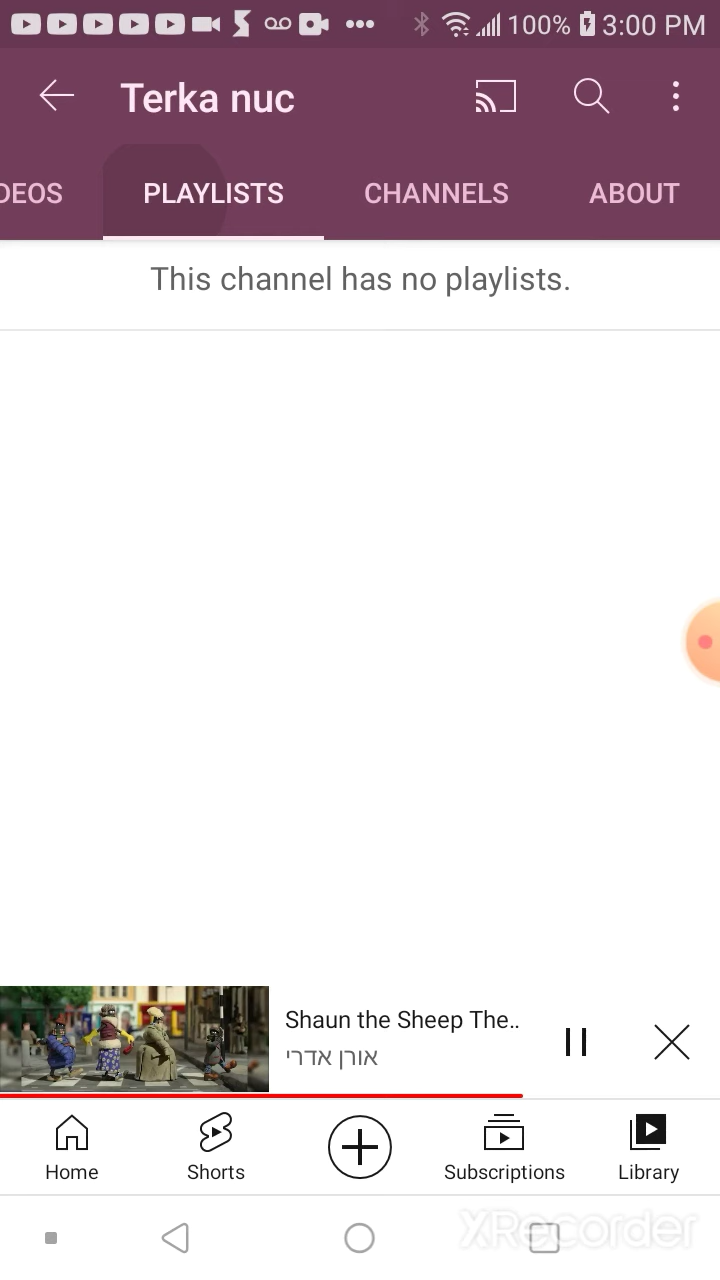 100% 3:00 PM
Terka nuc
DEOS PLAYLISTS CHANNELS ABOUT
This channel has no playlists.
Shaun the Sheep The..
אורן אדרי
Home Shorts Subscriptions Library
XRecorder